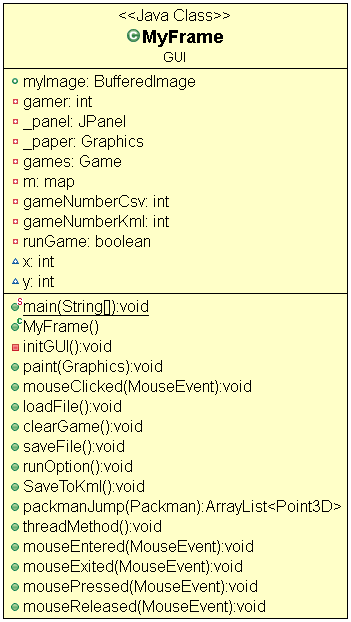 <<Java Class>>
MyFrame
GUI
myImage: BufferedImage
gamer: int
_panel: JPanel
_paper: Graphics
games: Game
m: map
gameNumberCsv: int
gameNumberKml: int
runGame: boolean
x: int
y: int
main(String[]):void
MyFrame()
initGUI():void
paint(Graphics):void
mouseClicked(MouseEvent):void
loadFile():void
clearGame():void
saveFile():void
runOption():void
SaveToKml():void
packmanJump(Packman):ArrayList<Point3D>
threadMethod():void
mouseEntered(MouseEvent):void
mouseExited(MouseEvent):void
mousePressed(MouseEvent):void
mouseReleased(MouseEvent):void